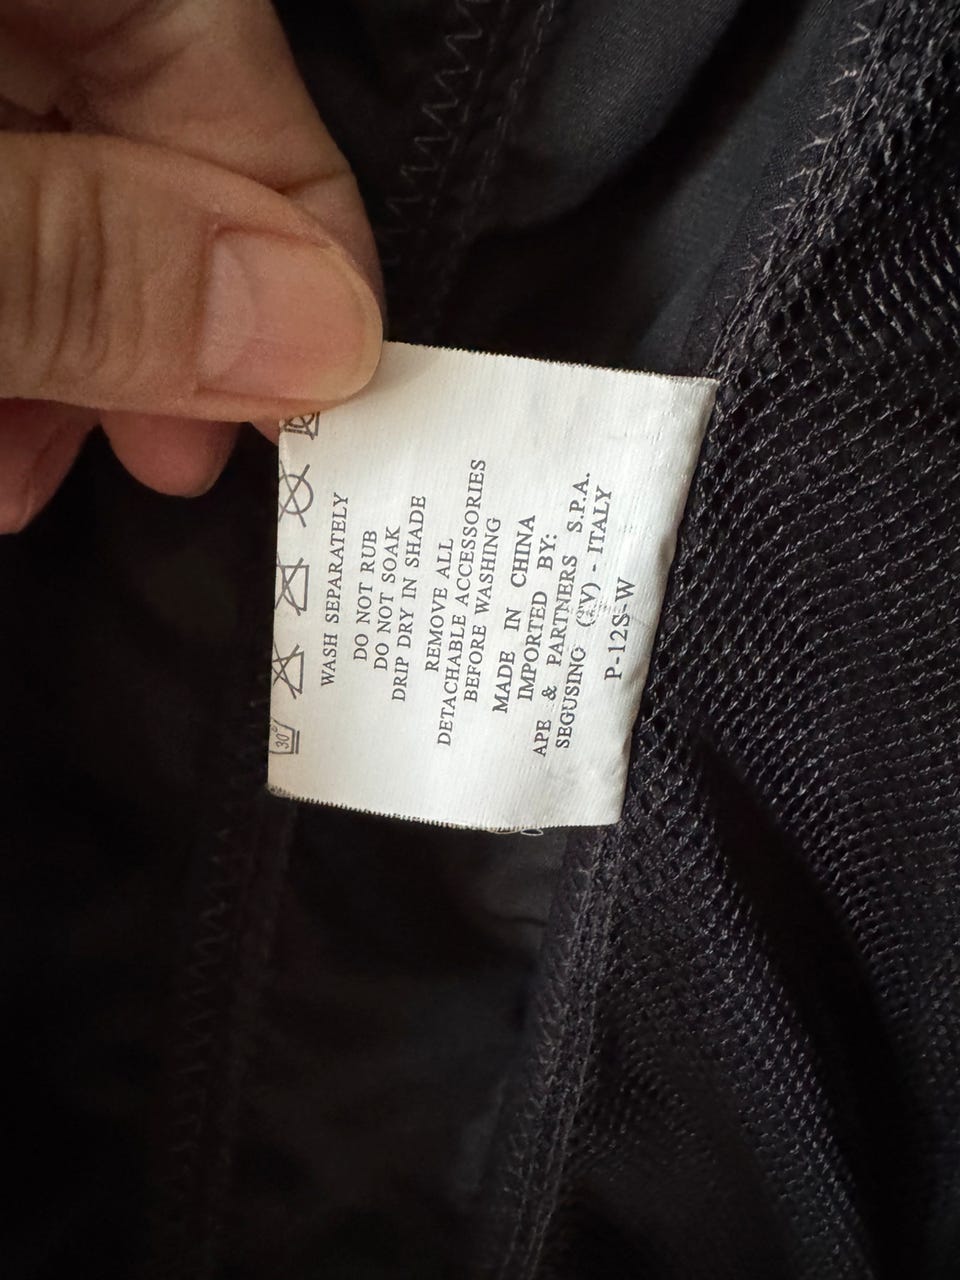 30°
WASH SEPARATELY
DO NOT RUB
DO NOT SOAK
DRIP DRY IN SHADE
REMOVE ALL
DETACHABLE ACCESSORIES
BEFORE WASHING
MADE IN CHINA
IMPORTED BY:
APE & PARTNERS S.P.A.
SEGUSINO (TV) - ITALY
P-12S-W